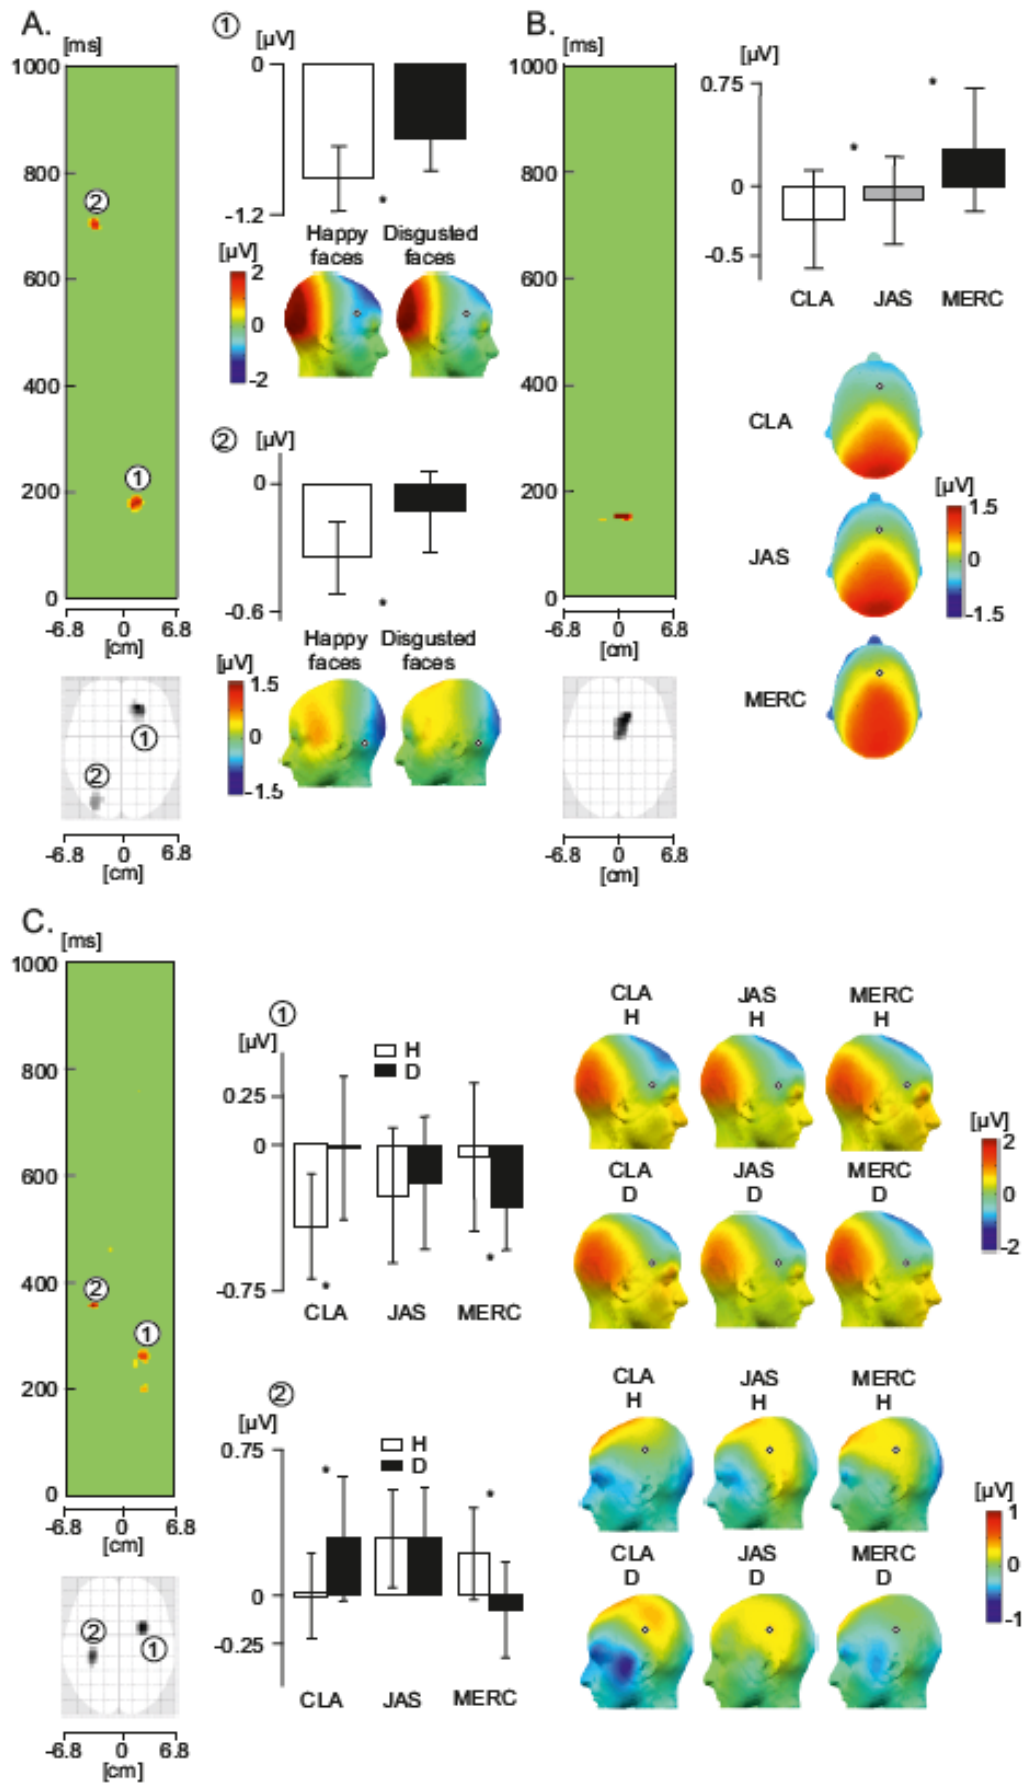 A.
[ms]
1000
800
600
400
200
0
②
①
-6.8 0 6.8
[cm]
①
②
-6.8 0 6.8
[cm]
① [µV]
0
-1.2
*
Happy faces
Disgusted faces
[µV]
2
0
-2
② [µV]
0
-0.6
*
Happy faces
Disgusted faces
[µV]
1.5
0
-1.5
B.
[ms]
1000
800
600
400
200
0
-6.8 0 6.8
[cm]
-6.8 0 6.8
[cm]
[µV]
0.75
0
-0.5
* *
CLA JAS MERC
CLA
JAS
MERC
[µV]
1.5
0
-1.5
C.
[ms]
1000
800
600
400
200
0
②
①
-6.8 0 6.8
[cm]
②
①
-6.8 0 6.8
[cm]
①
[µV]
H
D
0.25
0
-0.75
* *
CLA JAS MERC
②
[µV]
H
D
0.75
0
-0.25
* *
CLA JAS MERC
CLA JAS MERC
H H H
CLA JAS MERC
D D D
[µV]
2
0
-2
CLA JAS MERC
H H H
CLA JAS MERC
D D D
[µV]
1
0
-1